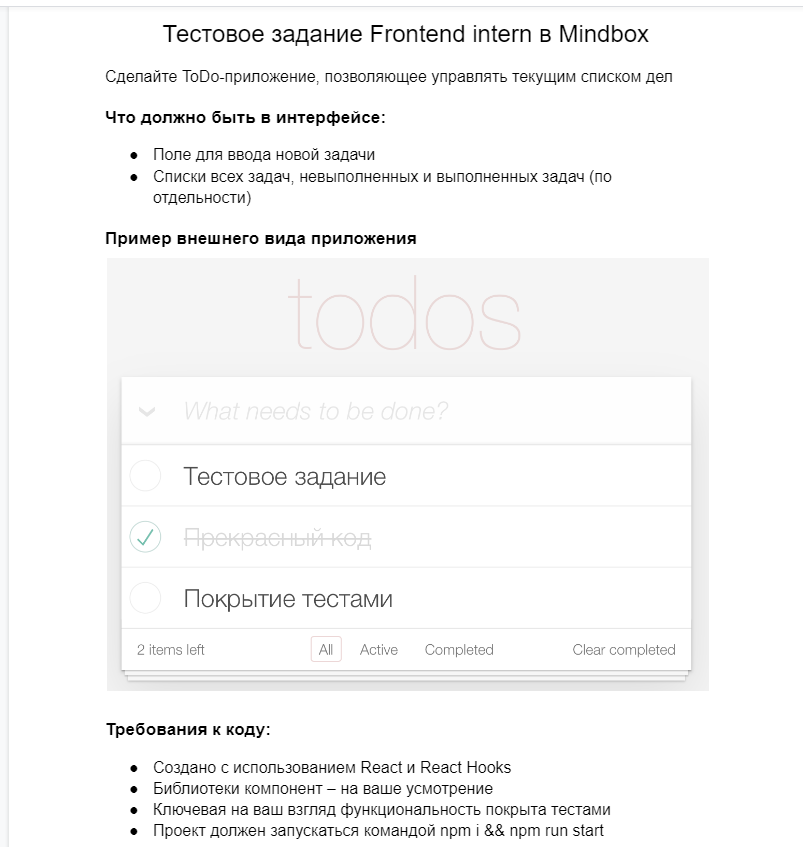 Тестовое задание Frontend intern в Mindbox
Сделайте ToDo-приложение, позволяющее управлять текущим списком дел
Что должно быть в интерфейсе:
● Поле для ввода новой задачи
● Списки всех задач, невыполненных и выполненных задач (по
отдельности)
Пример внешнего вида приложения
todos
What needs to be done?
Тестовое задание
Прекрасный код
Покрытие тестами
2 items left All Active Completed Clear completed
Требования к коду:
● Создано с использованием React и React Hooks
● Библиотеки компонент – на ваше усмотрение
● Ключевая на ваш взгляд функциональность покрыта тестами
● Проект должен запускаться командой npm i && npm run start